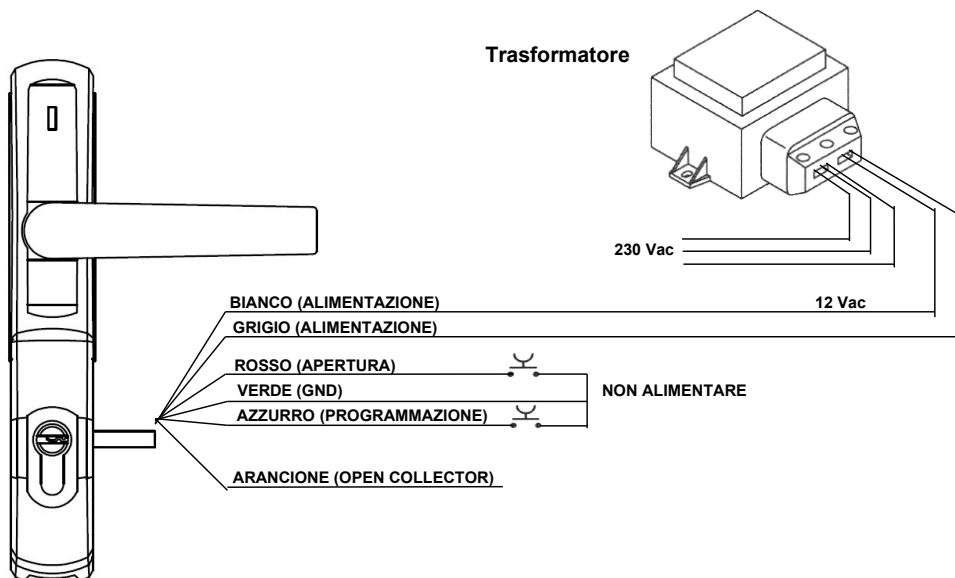 Trasformatore
230 Vac
BIANCO (ALIMENTAZIONE)
12 Vac
GRIGIO (ALIMENTAZIONE)
ROSSO (APERTURA)
VERDE (GND)
NON ALIMENTARE
AZZURRO (PROGRAMMAZIONE)
ARANCIONE (OPEN COLLECTOR)